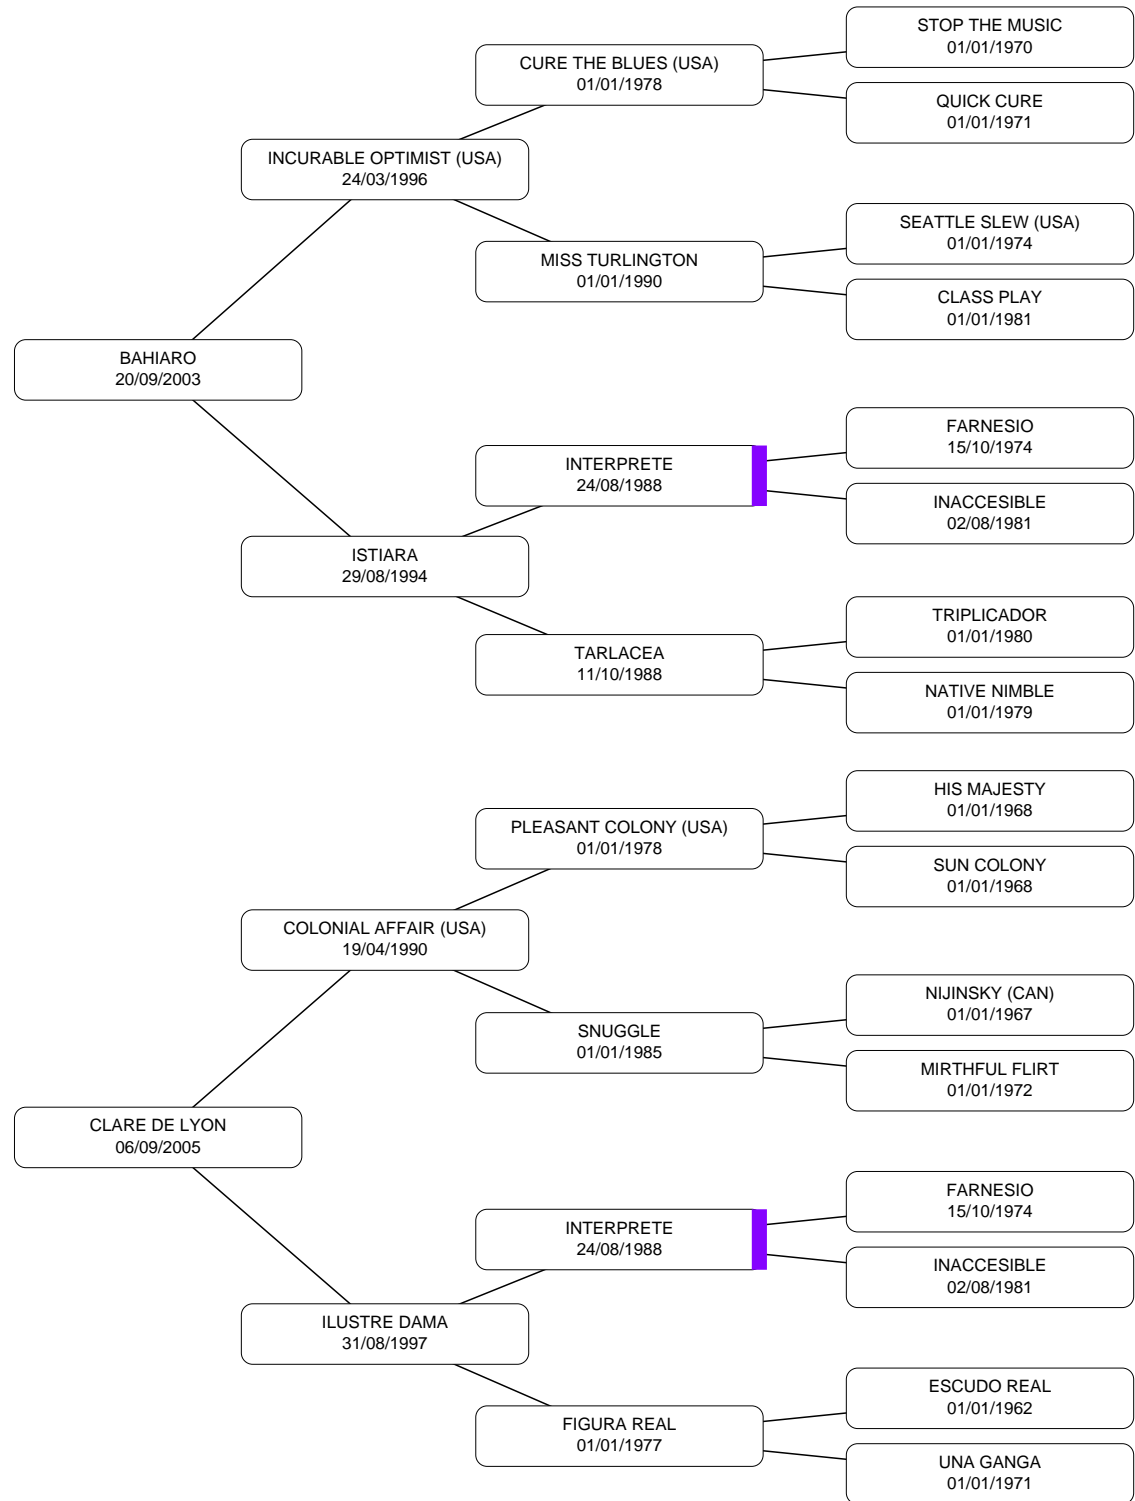 STOP THE MUSIC
01/01/1970
CURE THE BLUES (USA)
01/01/1978
QUICK CURE
01/01/1971
INCURABLE OPTIMIST (USA)
24/03/1996
SEATTLE SLEW (USA)
01/01/1974
MISS TURLINGTON
01/01/1990
CLASS PLAY
01/01/1981
BAHIARO
20/09/2003
FARNESIO
15/10/1974
INTERPRETE
24/08/1988
INACCESIBLE
02/08/1981
ISTIARA
29/08/1994
TRIPLICADOR
01/01/1980
TARLACEA
11/10/1988
NATIVE NIMBLE
01/01/1979
HIS MAJESTY
01/01/1968
PLEASANT COLONY (USA)
01/01/1978
SUN COLONY
01/01/1968
COLONIAL AFFAIR (USA)
19/04/1990
NIJINSKY (CAN)
01/01/1967
SNUGGLE
01/01/1985
MIRTHFUL FLIRT
01/01/1972
CLARE DE LYON
06/09/2005
FARNESIO
15/10/1974
INTERPRETE
24/08/1988
INACCESIBLE
02/08/1981
ILUSTRE DAMA
31/08/1997
ESCUDO REAL
01/01/1962
FIGURA REAL
01/01/1977
UNA GANGA
01/01/1971